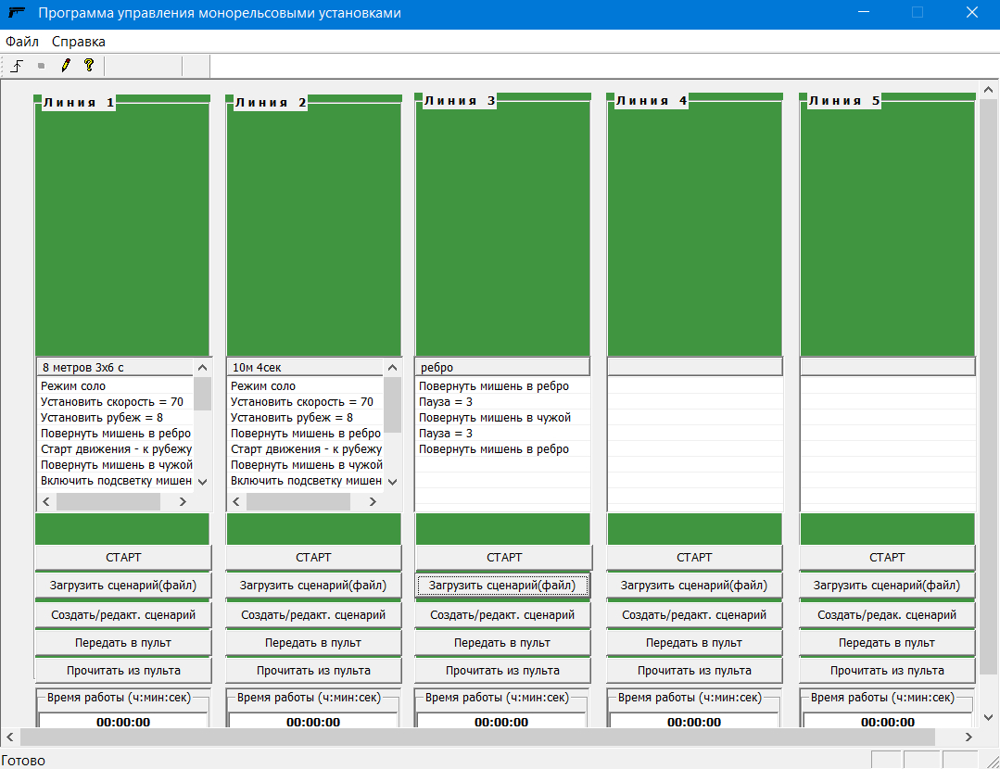 Программа управления монорельсовыми установками
Файл Справка
Линия 1
Линия 2
Линия 3
Линия 4
Линия 5
8 метров 3x6 с
Режим соло
Установить скорость = 70
Установить рубеж = 8
Повернуть мишень в ребро
Старт движения - к рубежу
Повернуть мишень в чужой
Включить подсветку мишен
10м 4сек
Режим соло
Установить скорость = 70
Установить рубеж = 8
Повернуть мишень в ребро
Старт движения - к рубежу
Повернуть мишень в чужой
Включить подсветку мишен
ребро
Повернуть мишень в ребро
Пауза = 3
Повернуть мишень в чужой
Пауза = 3
Повернуть мишень в ребро
СТАРТ СТАРТ СТАРТ СТАРТ СТАРТ
Загрузить сценарий(файл) Загрузить сценарий(файл) Загрузить сценарий(файл) Загрузить сценарий(файл) Загрузить сценарий(файл)
Создать/редакт. сценарий Создать/редакт. сценарий Создать/редакт. сценарий Создать/редакт. сценарий Создать/редак. сценарий
Передать в пульт Передать в пульт Передать в пульт Передать в пульт Передать в пульт
Прочитать из пульта Прочитать из пульта Прочитать из пульта Прочитать из пульта Прочитать из пульта
Время работы (ч:мин:сек) Время работы (ч:мин:сек) Время работы (ч:мин:сек) Время работы (ч:мин:сек) Время работы (ч:мин:сек)
00:00:00 00:00:00 00:00:00 00:00:00 00:00:00
Готово